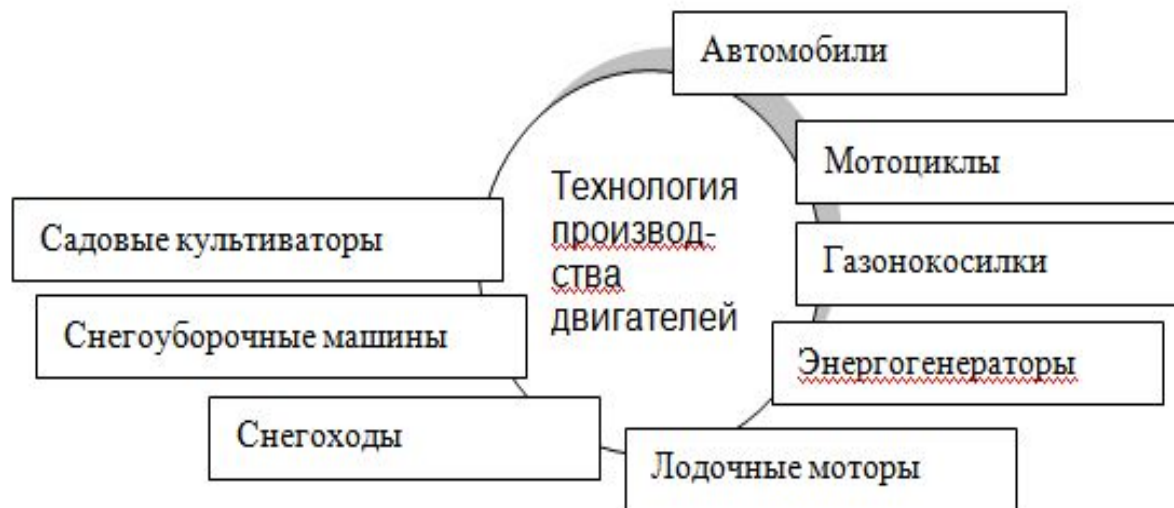 Автомобили
Мотоциклы
Технология
производ-
ства
двигателей
Садовые культиваторы
Газонокосилки
Снегоуборочные машины
Энергогенераторы
Снегоходы
Лодочные моторы